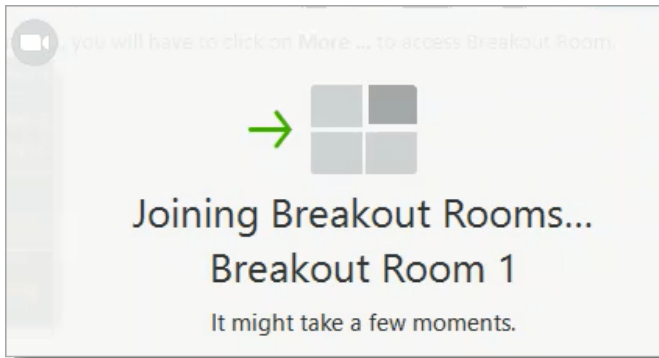 , you will have to click on More ... to access Breakout Room.
Joining Breakout Rooms...
Breakout Room 1
It might take a few moments.